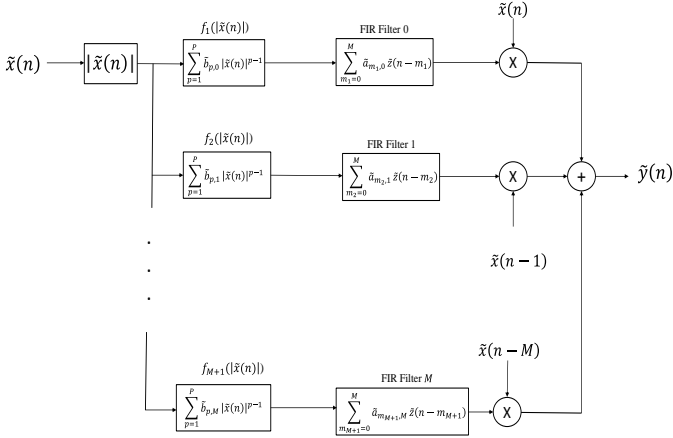 x̃(n)
f₁(|x̃(n)|)
FIR Filter 0
x̃(n)
|x̃(n)|
∑_{p=1}^{P} b̃_{p,0} |x̃(n)|^{p−1}
∑_{m₁=0}^{M} ã_{m₁,0} z̃(n − m₁)
X
f₂(|x̃(n)|)
FIR Filter 1
∑_{p=1}^{P} b̃_{p,1} |x̃(n)|^{p−1}
∑_{m₂=0}^{M} ã_{m₂,1} z̃(n − m₂)
X
+
ỹ(n)
x̃(n − 1)
x̃(n − M)
f_{M+1}(|x̃(n)|)
FIR Filter M
∑_{p=1}^{P} b̃_{p,M} |x̃(n)|^{p−1}
∑_{m_{M+1}=0}^{M} ã_{m_{M+1},M} z̃(n − m_{M+1})
X